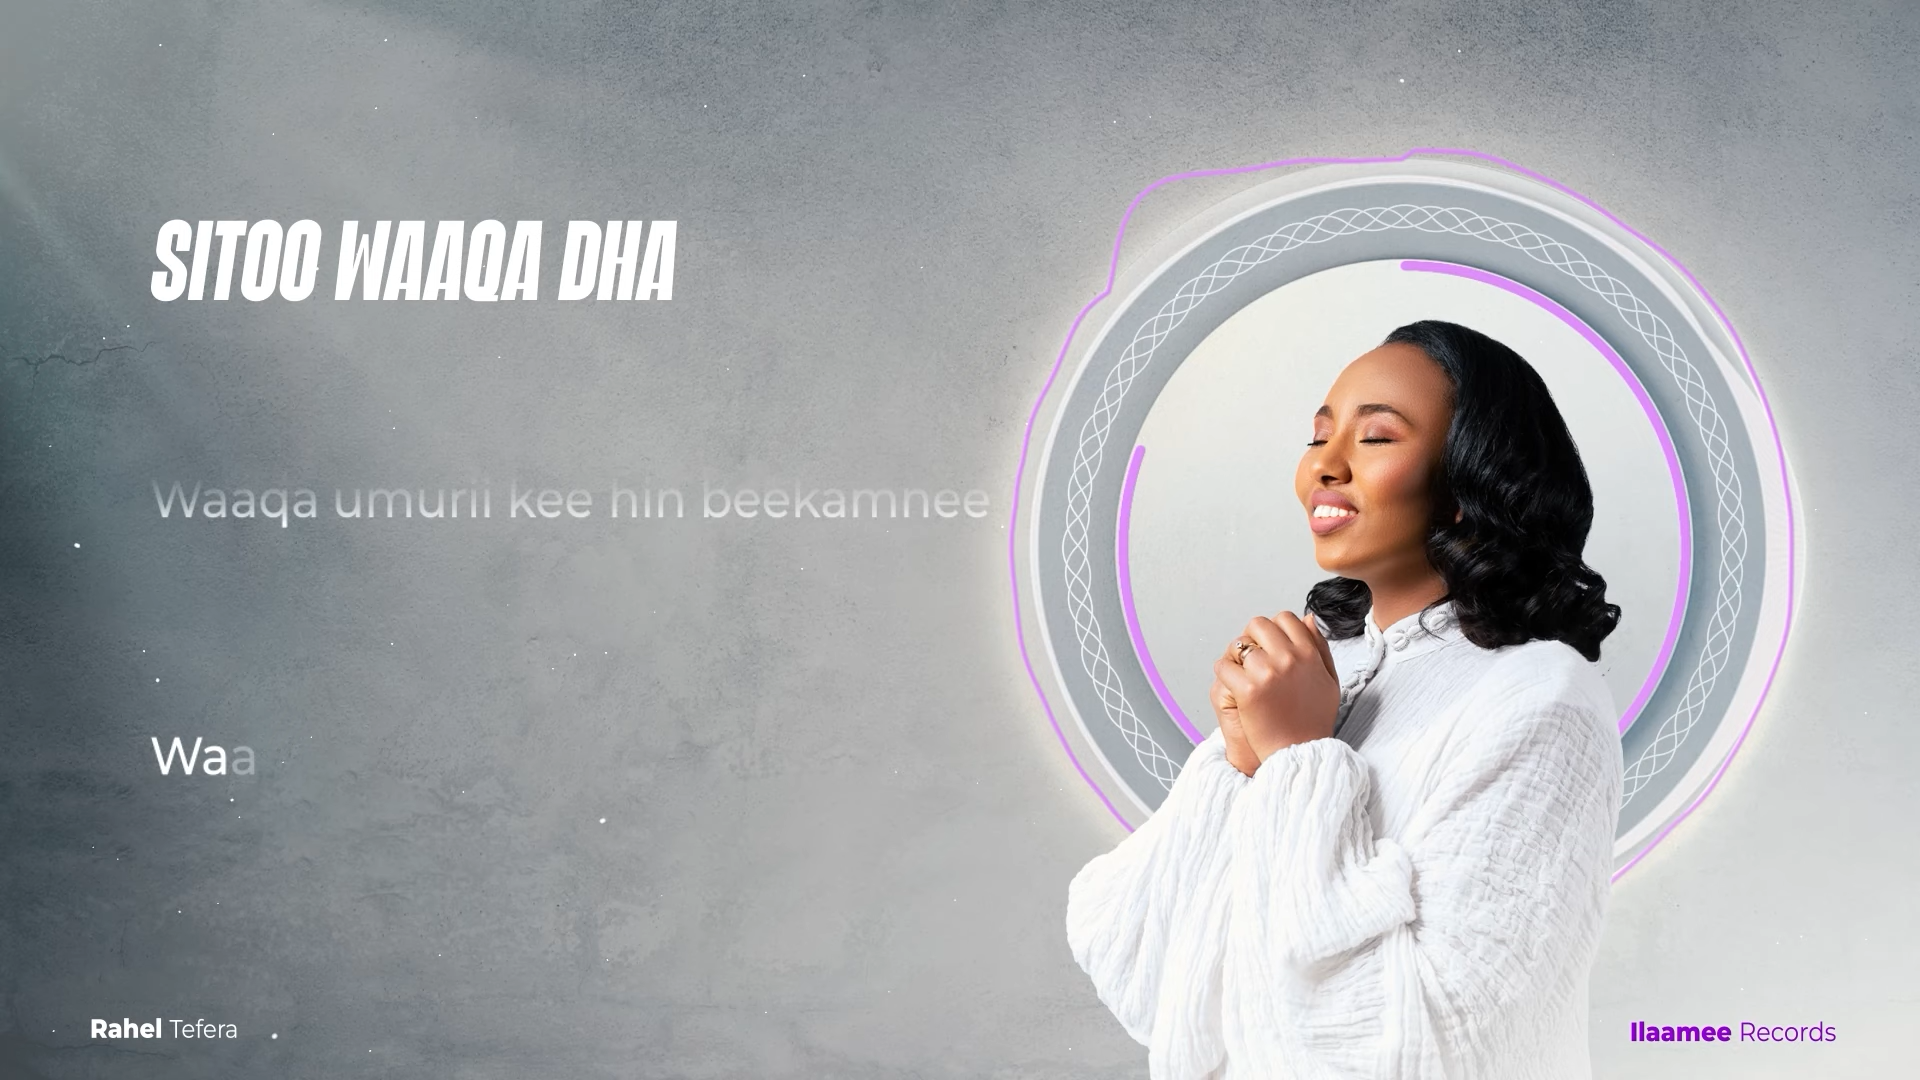 SITOO WAAQA DHA
Waaqa umurii kee hin beekamnee
Waa
Rahel Tefera
Ilaamee Records